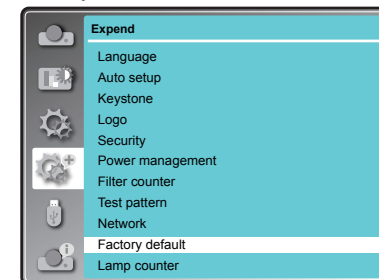 Expend
Language
Auto setup
Keystone
Logo
Security
Power management
Filter counter
Test pattern
Network
Factory default
Lamp counter